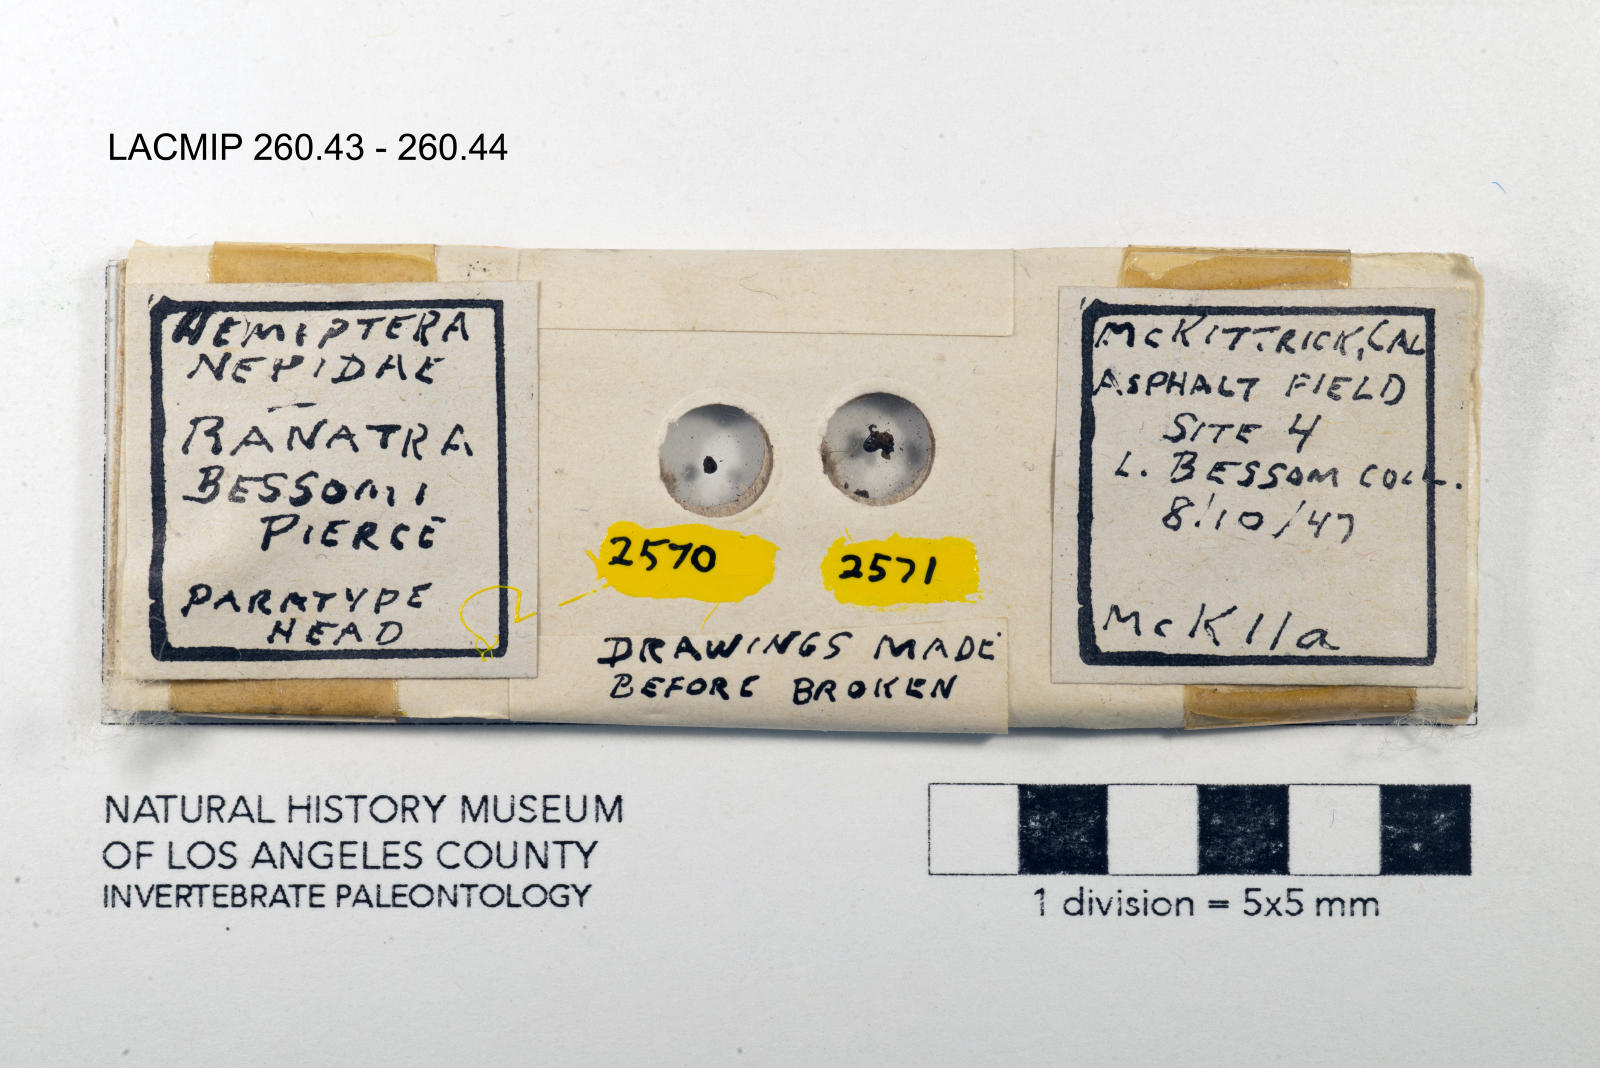 LACMIP 260.43 - 260.44
HEMIPTERA
NEPIDAE
RANATRA
BESSOMI
PIERCE
PARATYPE
HEAD
2570
2571
DRAWINGS MADE
BEFORE BROKEN
McKITTRICK, CAL
ASPHALT FIELD
SITE 4
L. BESSOM COLL.
8/10/47
McK11a
NATURAL HISTORY MUSEUM
OF LOS ANGELES COUNTY
INVERTEBRATE PALEONTOLOGY
1 division = 5x5 mm